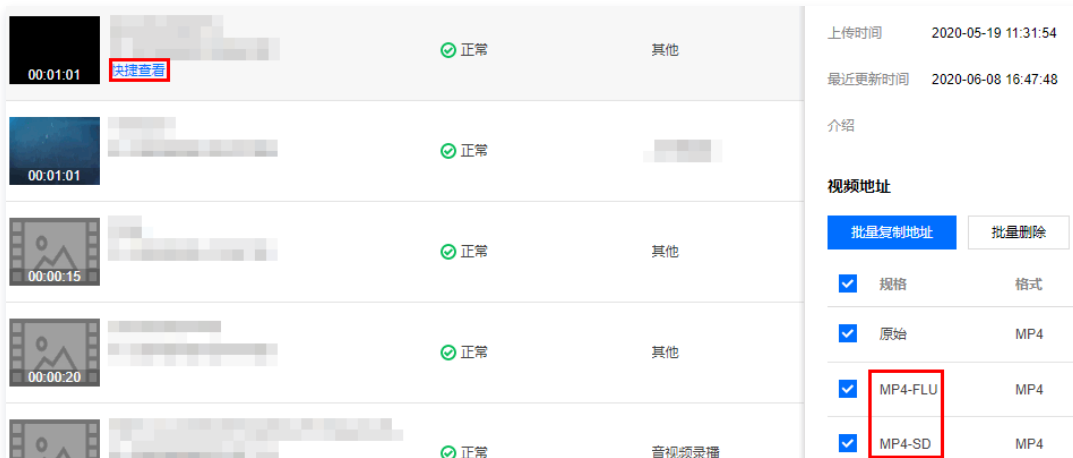 00:01:01
快捷查看
正常
其他
00:01:01
正常
00:00:15
正常
其他
00:00:20
正常
其他
正常
音视频录播
上传时间 2020-05-19 11:31:54
最近更新时间 2020-06-08 16:47:48
介绍
视频地址
批量复制地址 批量删除
规格 格式
原始 MP4
MP4-FLU MP4
MP4-SD MP4